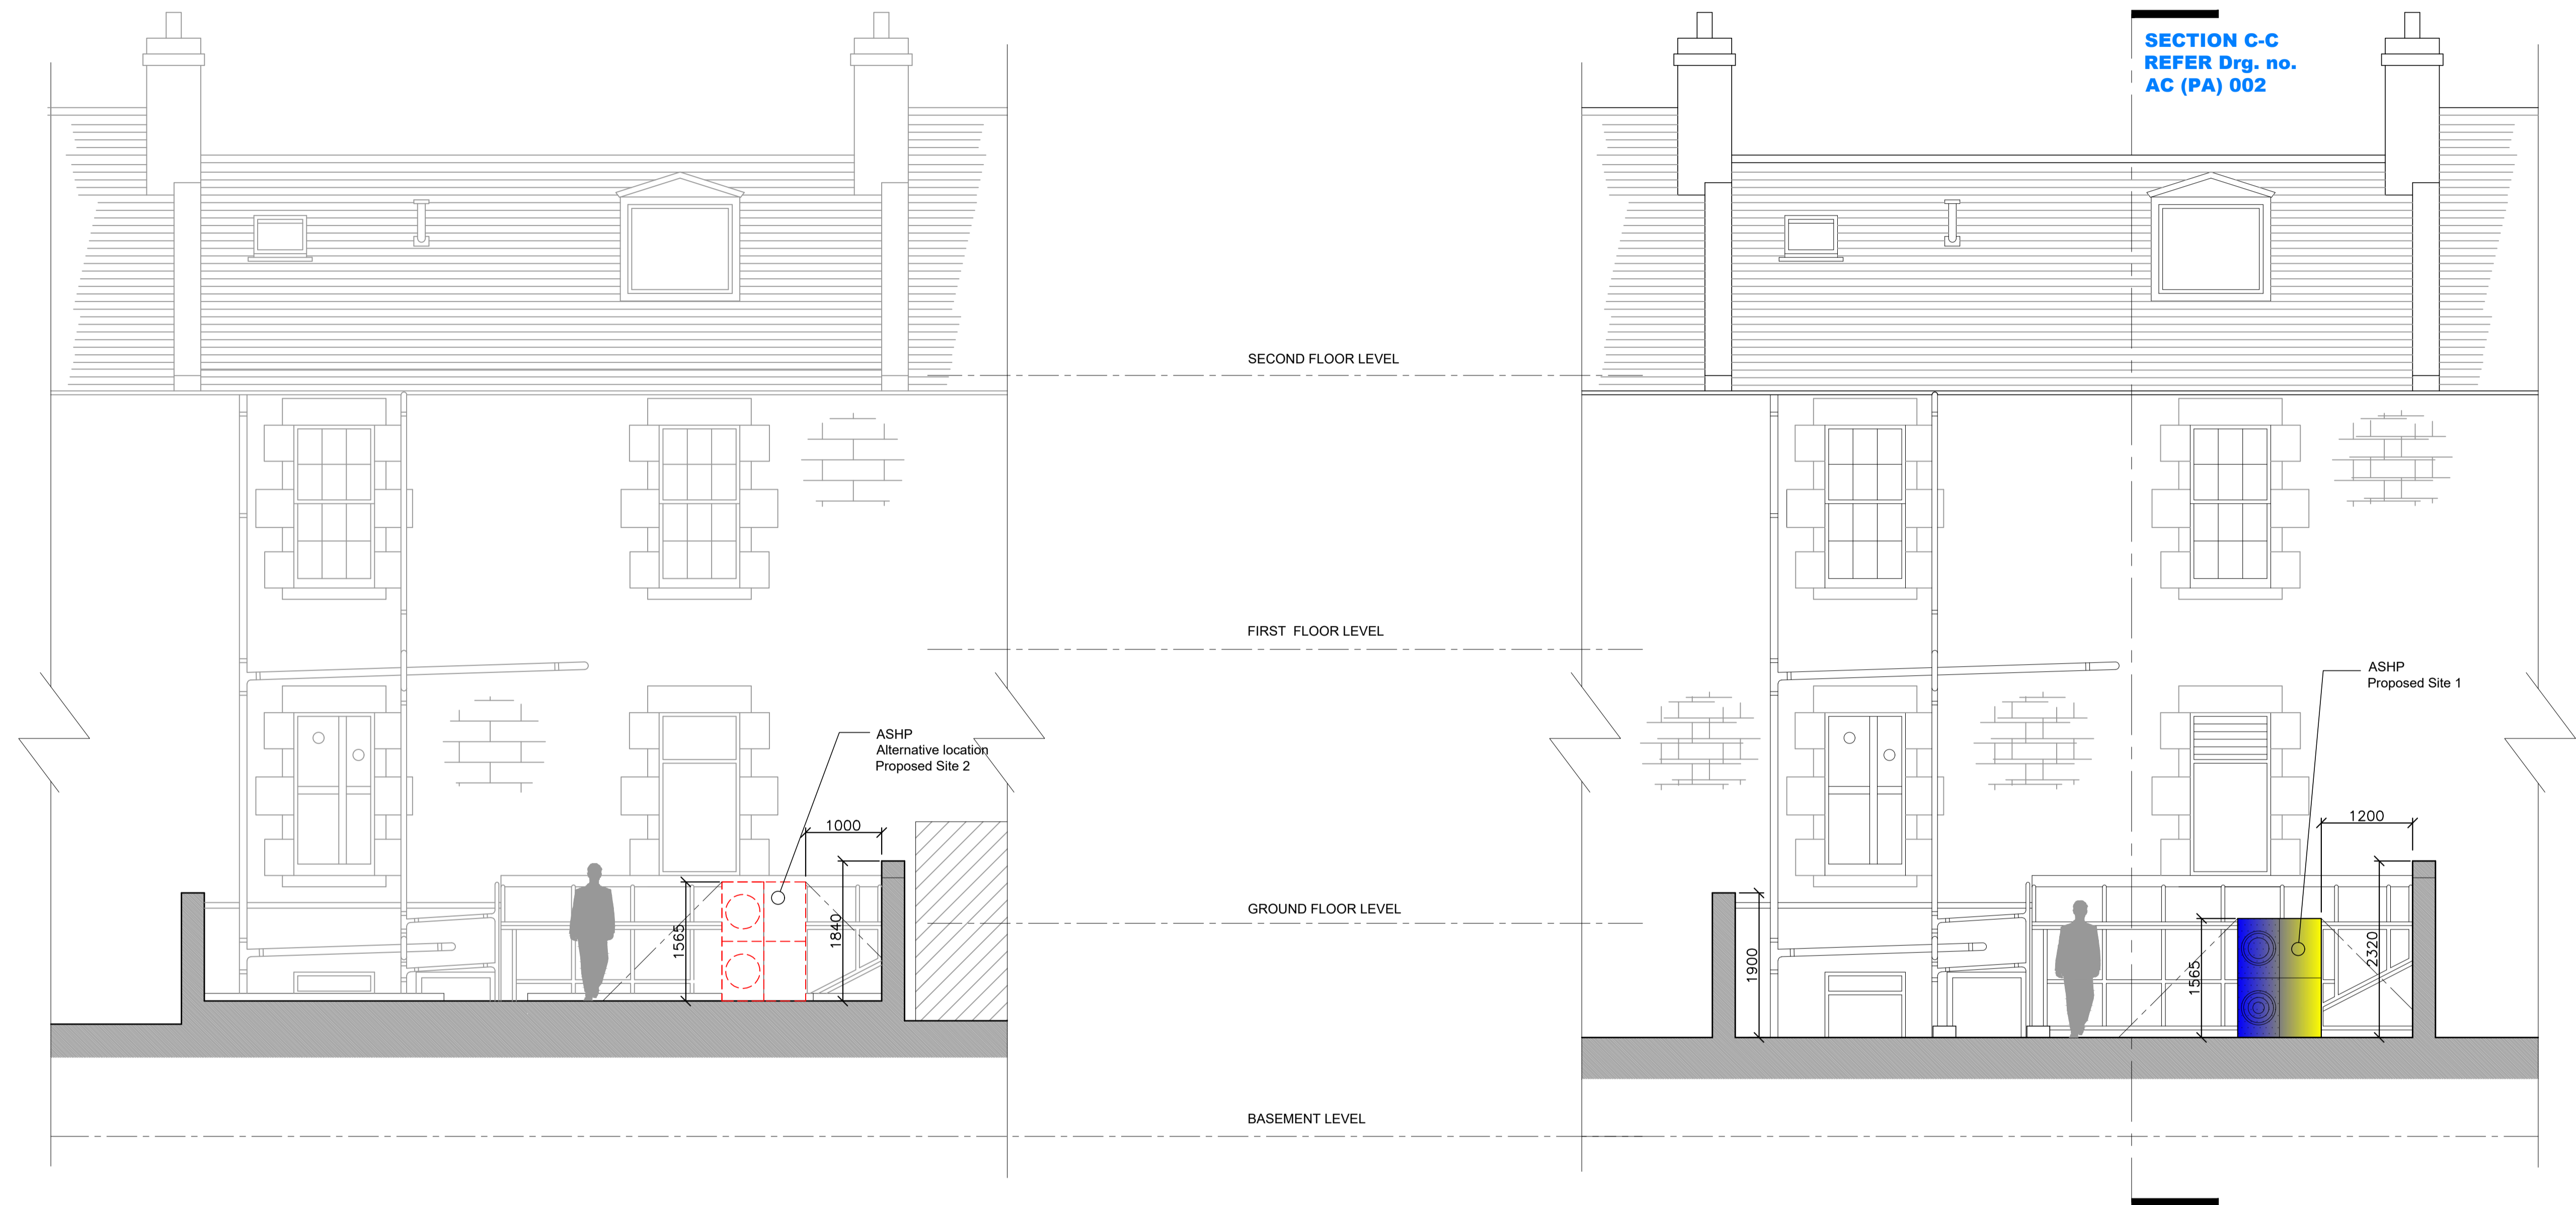 SECTION C-C
REFER Drg. no.
AC (PA) 002
SECOND FLOOR LEVEL
FIRST FLOOR LEVEL
ASHP
Proposed Site 1
ASHP
Alternative location
Proposed Site 2
1000
1200
GROUND FLOOR LEVEL
1565
1840
1900
1565
2320
BASEMENT LEVEL